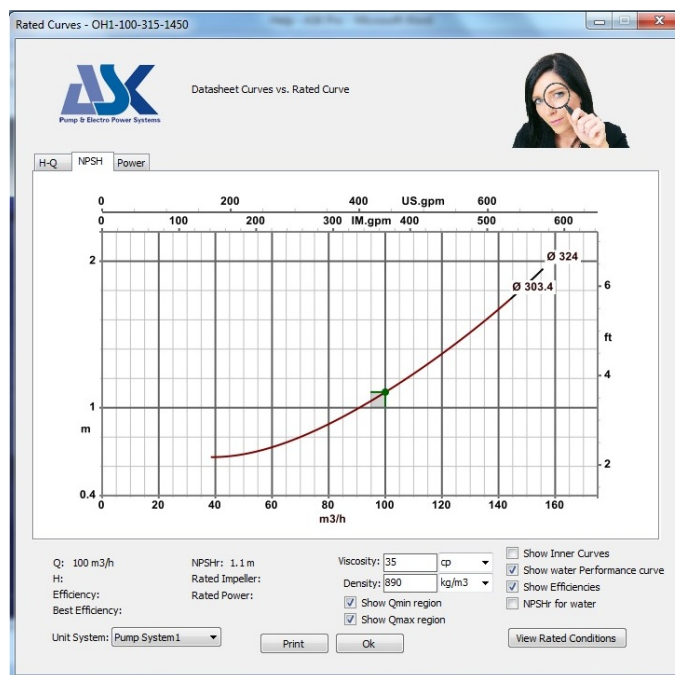 Rated Curves - OH1-100-315-1450
Help - ASK Pro - Microsoft Word
ASK
Pump & Electro Power Systems
Datasheet Curves vs. Rated Curve
H-Q NPSH Power
0 200 400 US.gpm 600
0 100 200 300 IM.gpm 400 500 600
2
Ø 324
Ø 303.4
6
ft
4
1
m
2
0.4
0 20 40 60 80 100 120 140 160
m3/h
Q: 100 m3/h
H:
Efficiency:
Best Efficiency:
NPSHr: 1.1 m
Rated Impeller:
Rated Power:
Viscosity: 35 cp
Density: 890 kg/m3
Show Qmin region
Show Qmax region
Show Inner Curves
Show water Performance curve
Show Efficiencies
NPSHr for water
Unit System: Pump System1
Print
Ok
View Rated Conditions